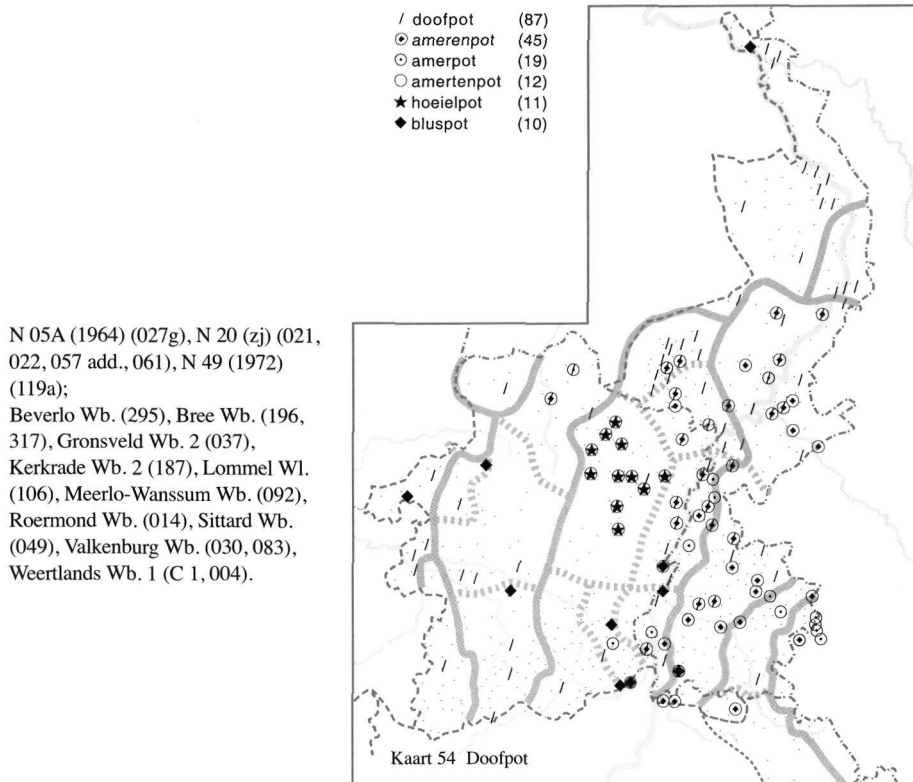 / doofpot (87)
amerenpot (45)
amerpot (19)
amertenpot (12)
★ hoeielpot (11)
◆ bluspot (10)
N 05A (1964) (027g), N 20 (zj) (021,
022, 057 add., 061), N 49 (1972)
(119a);
Beverlo Wb. (295), Bree Wb. (196,
317), Gronsveld Wb. 2 (037),
Kerkrade Wb. 2 (187), Lommel Wl.
(106), Meerlo-Wanssum Wb. (092),
Roermond Wb. (014), Sittard Wb.
(049), Valkenburg Wb. (030, 083),
Weertlands Wb. 1 (C 1, 004).
Kaart 54 Doofpot